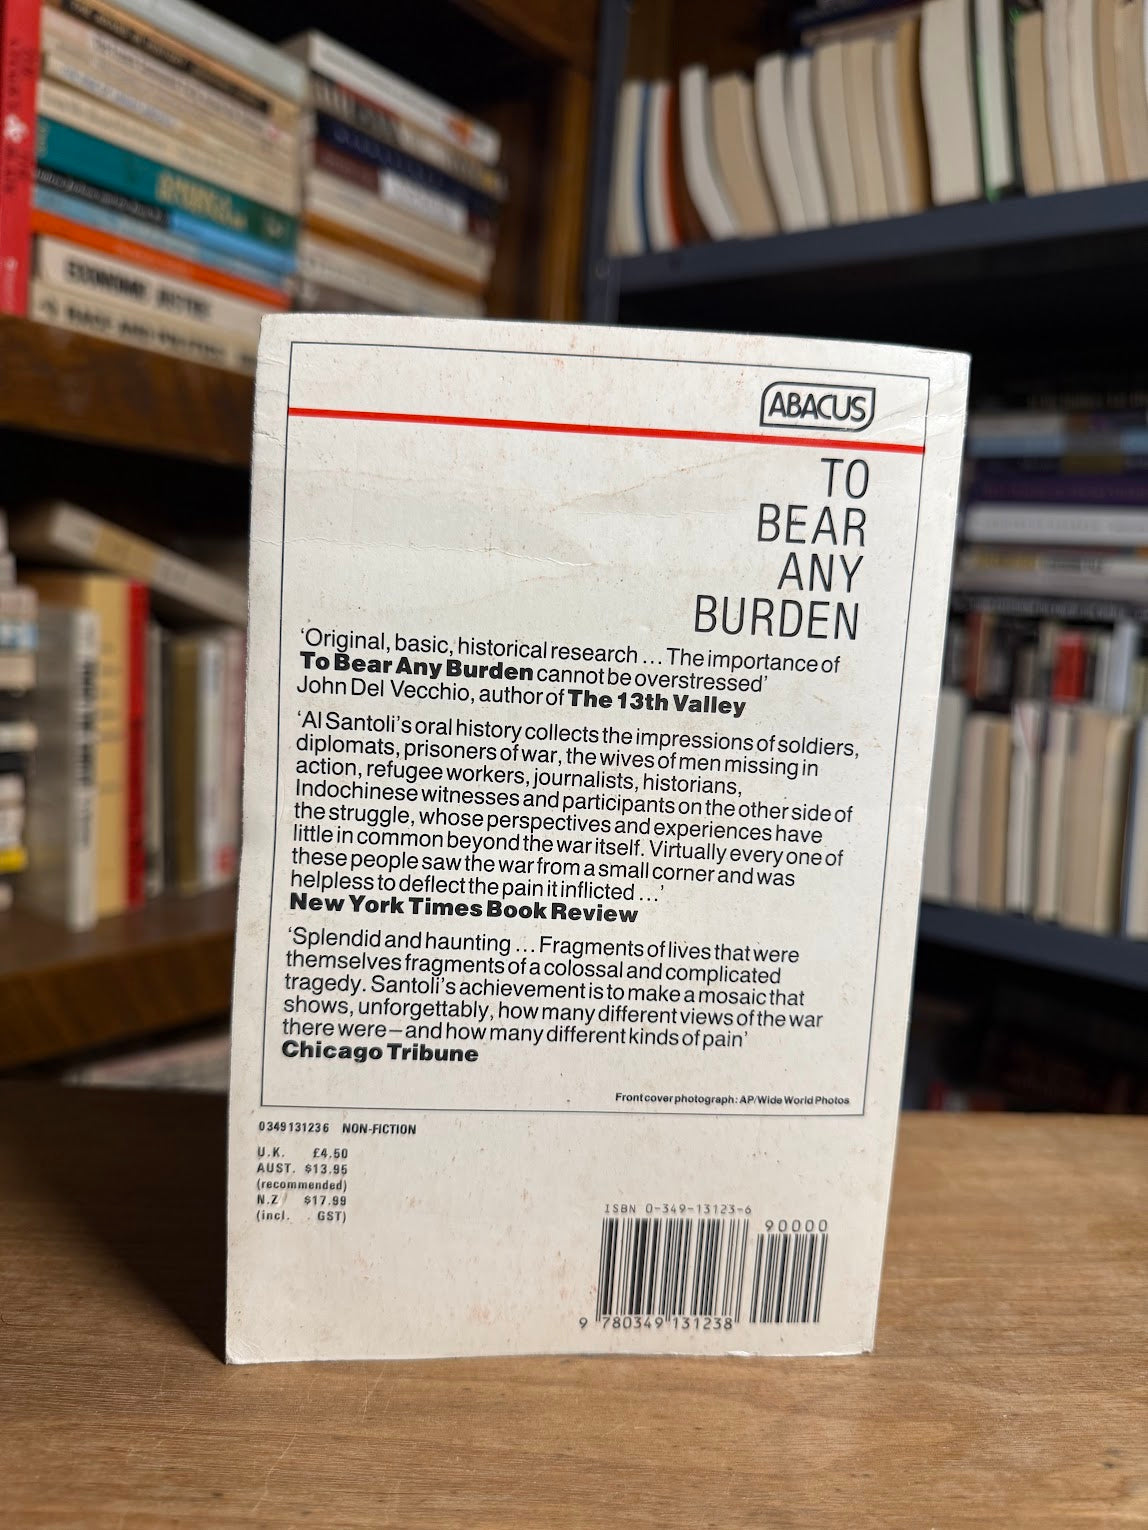 ABACUS
TO
BEAR
ANY
BURDEN
‘Original, basic, historical research ... The importance of
To Bear Any Burden cannot be overstressed’
John Del Vecchio, author of The 13th Valley
‘Al Santoli’s oral history collects the impressions of soldiers,
diplomats, prisoners of war, the wives of men missing in
action, refugee workers, journalists, historians,
Indochinese witnesses and participants on the other side of
the struggle, whose perspectives and experiences have
little in common beyond the war itself. Virtually every one of
these people saw the war from a small corner and was
helpless to deflect the pain it inflicted ...’
New York Times Book Review
‘Splendid and haunting ... Fragments of lives that were
themselves fragments of a colossal and complicated
tragedy. Santoli’s achievement is to make a mosaic that
shows, unforgettably, how many different views of the war
there were—and how many different kinds of pain’
Chicago Tribune
Front cover photograph: AP/Wide World Photos
0349131236 NON-FICTION
U.K. £4.50
AUST. $13.95
(recommended)
N.Z $17.99
(incl. GST)
ISBN 0-349-13123-6
90000
9 780349 131238